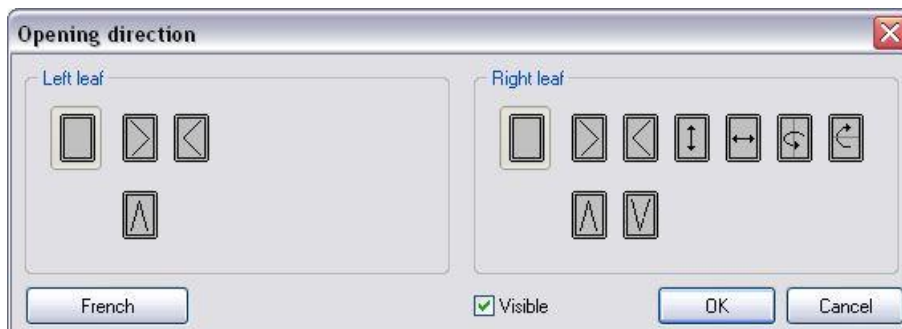 Opening direction
Left leaf
Right leaf
French
Visible
OK
Cancel